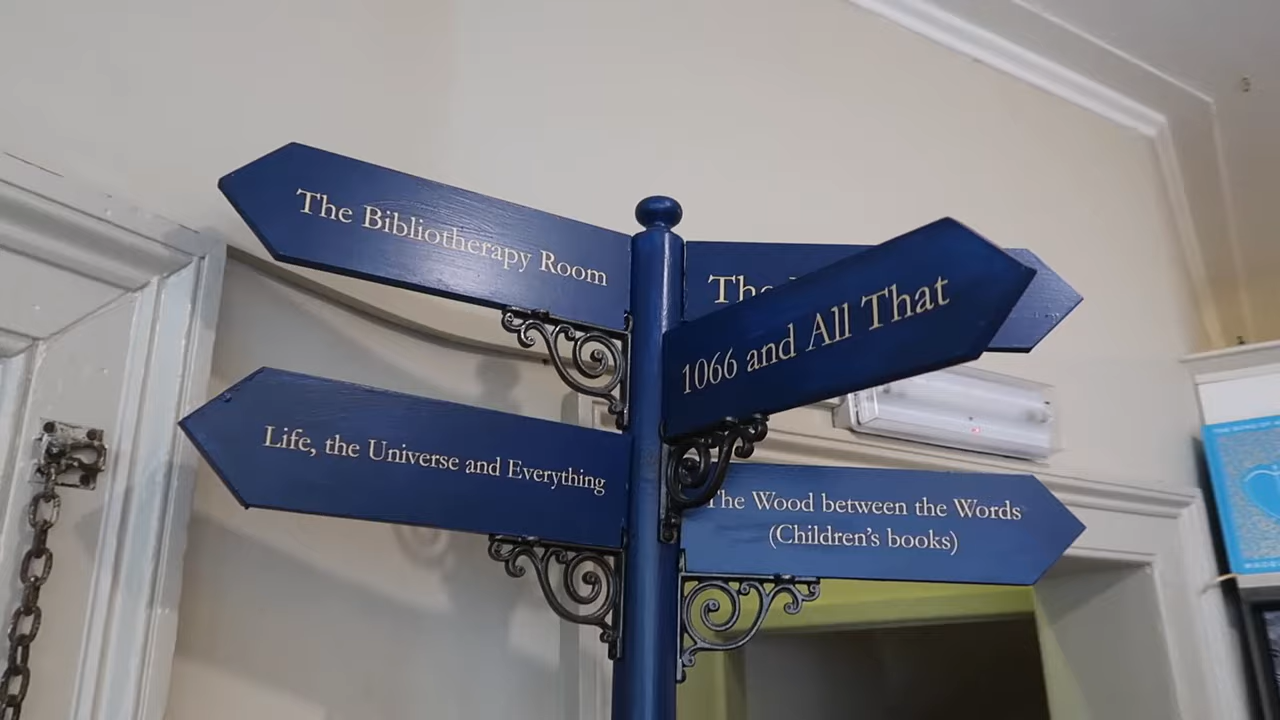 The Bibliotherapy Room
The
1066 and All That
Life, the Universe and Everything
The Wood between the Words
(Children's books)